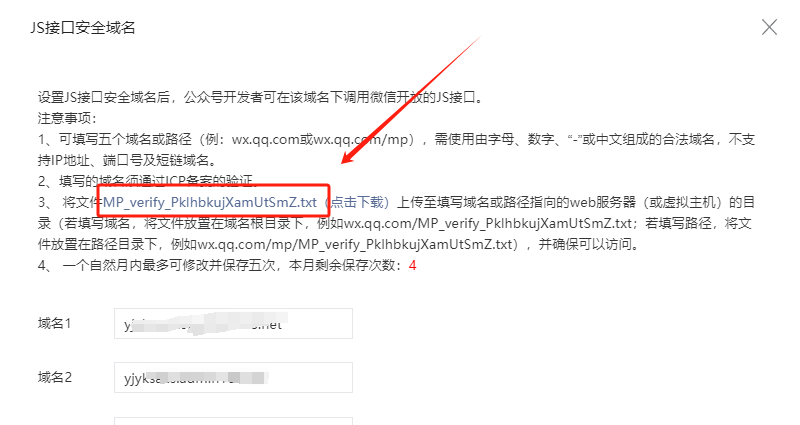 JS接口安全域名
设置JS接口安全域名后，公众号开发者可在该域名下调用微信开放的JS接口。
注意事项：
1、可填写五个域名或路径（例：wx.qq.com或wx.qq.com/mp），需使用由字母、数字、“-”或中文组成的合法域名，不支
持IP地址、端口号及短链域名。
2、填写的域名须通过ICP备案的验证。
3、 将文件MP_verify_PklhbkujXamUtSmZ.txt（点击下载）上传至填写域名或路径指向的web服务器（或虚拟主机）的目
录（若填写域名，将文件放置在域名根目录下，例如wx.qq.com/MP_verify_PklhbkujXamUtSmZ.txt；若填写路径，将文
件放置在路径目录下，例如wx.qq.com/mp/MP_verify_PklhbkujXamUtSmZ.txt），并确保可以访问。
4、 一个自然月内最多可修改并保存五次，本月剩余保存次数：4
域名1
域名2